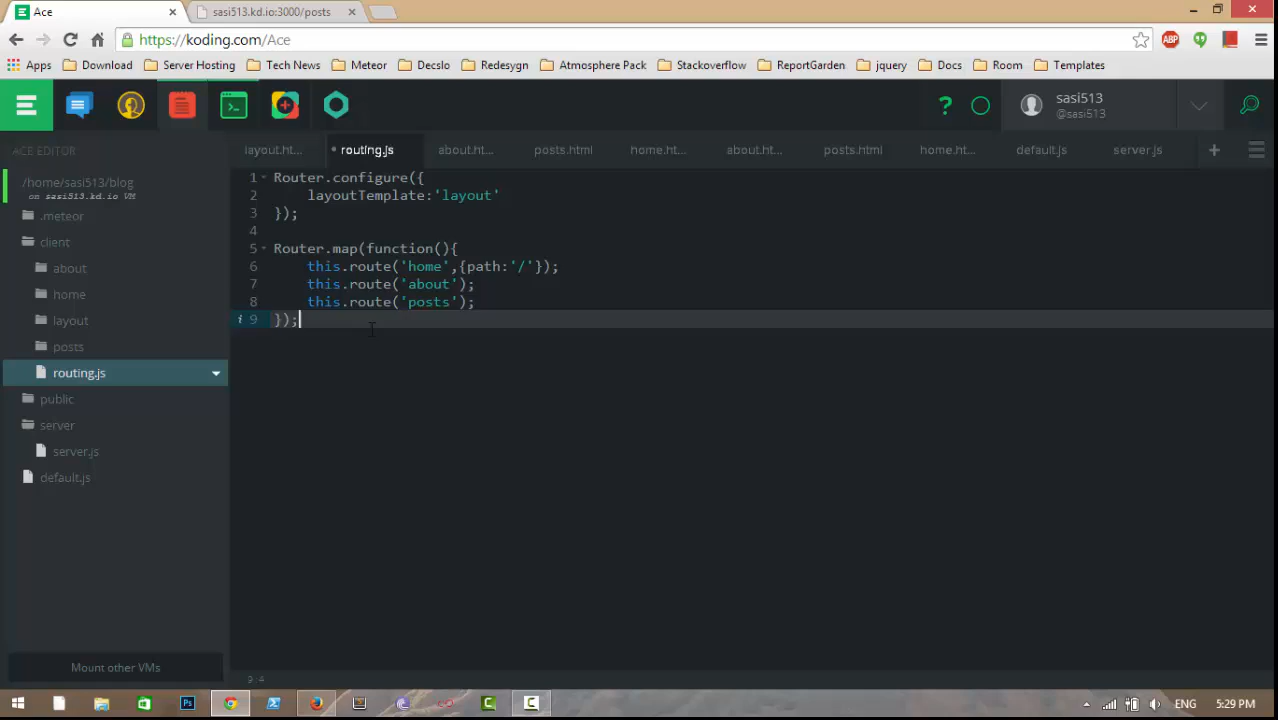 Ace
sasi513.kd.io:3000/posts
https://koding.com/Ace
Apps
Download
Server Hosting
Tech News
Meteor
Decslo
Redesygn
Atmosphere Pack
Stackoverflow
ReportGarden
jquery
Docs
Room
Templates
ABP
?
sasi513
@sasi513
ACE EDITOR
layout.ht...
routing.js
about.ht...
posts.html
home.ht...
about.ht...
posts.html
home.ht...
default.js
server.js
+
/home/sasi513/blog
on sasi513.kd.io VM
.meteor
client
about
home
layout
posts
routing.js
public
server
server.js
default.js
Mount other VMs
1 Router.configure({
2 layoutTemplate:'layout'
3 });
4
5 Router.map(function(){
6 this.route('home',{path:'/'});
7 this.route('about');
8 this.route('posts');
i 9 });
9:4
Ps
ENG
5:29 PM